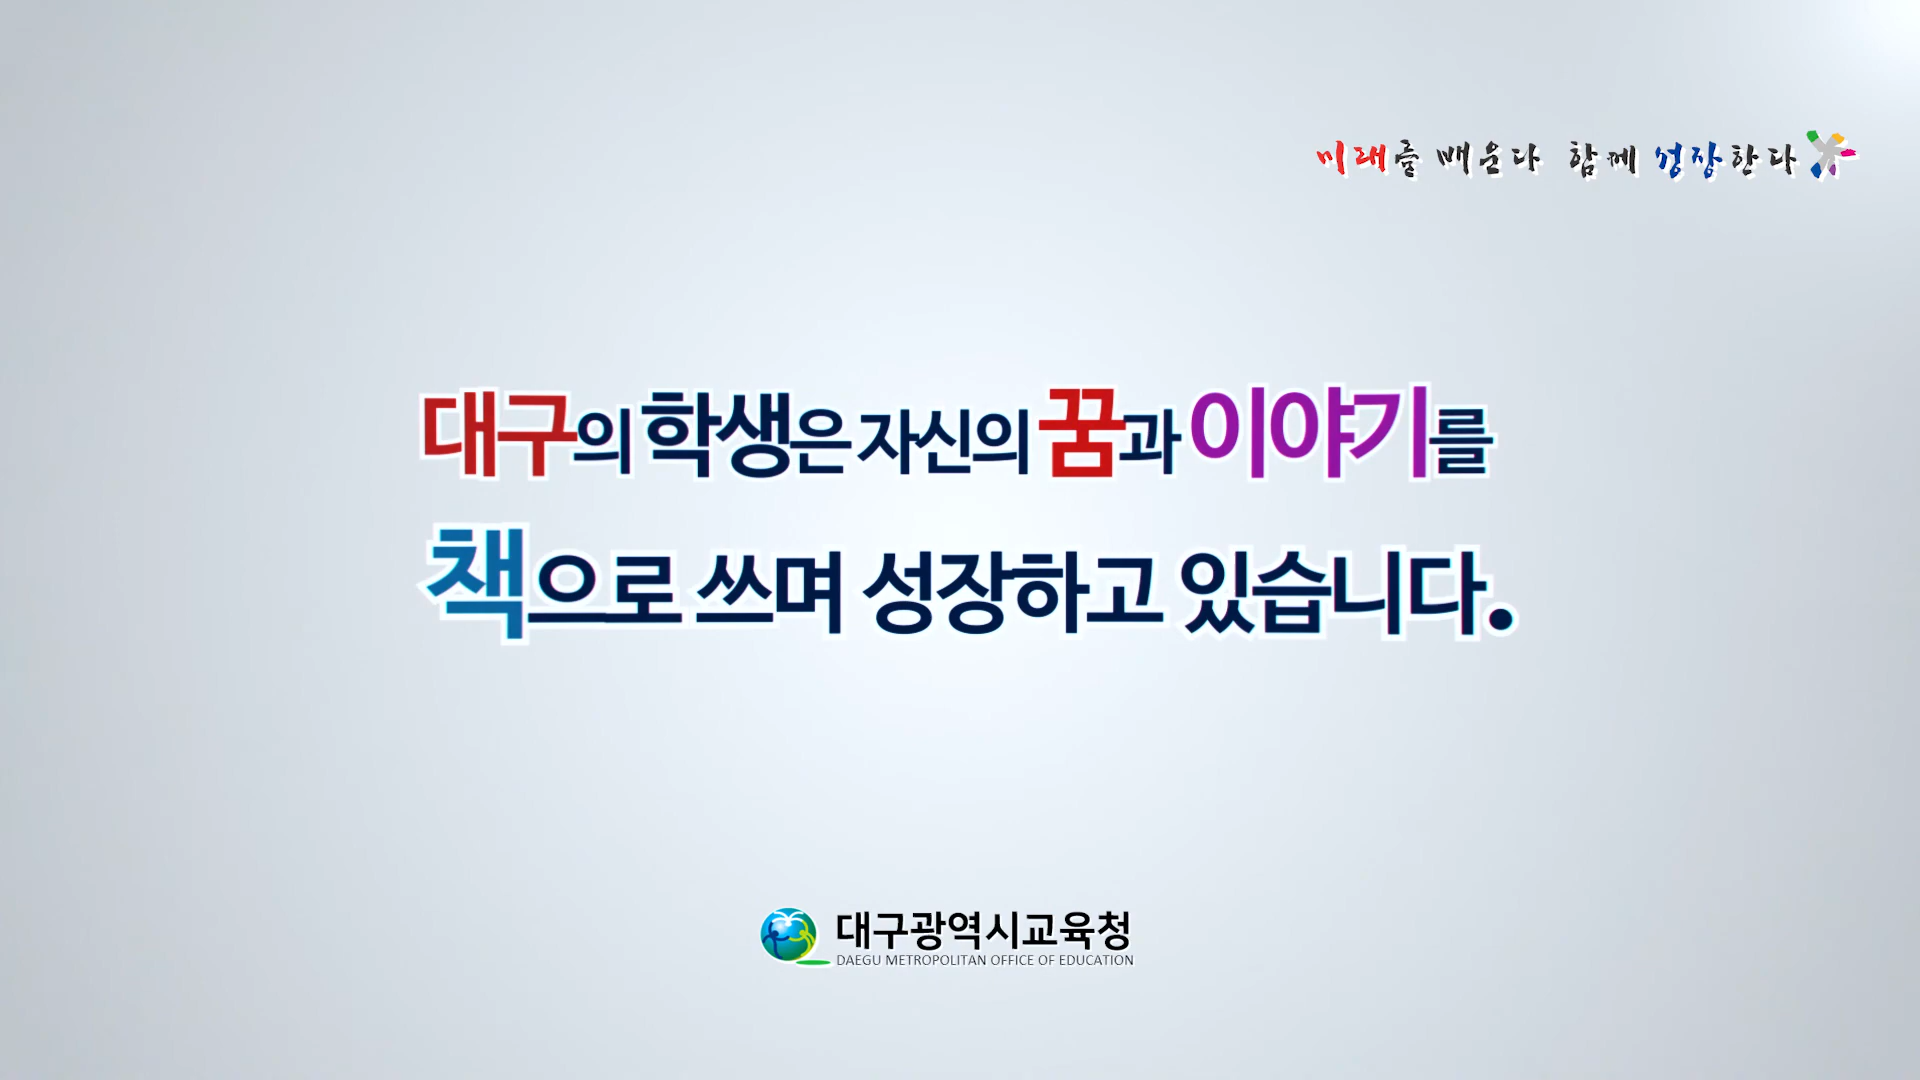 미래를 배운다 함께 성장한다
대구의 학생은 자신의 꿈과 이야기를
책으로 쓰며 성장하고 있습니다.
대구광역시교육청
DAEGU METROPOLITAN OFFICE OF EDUCATION